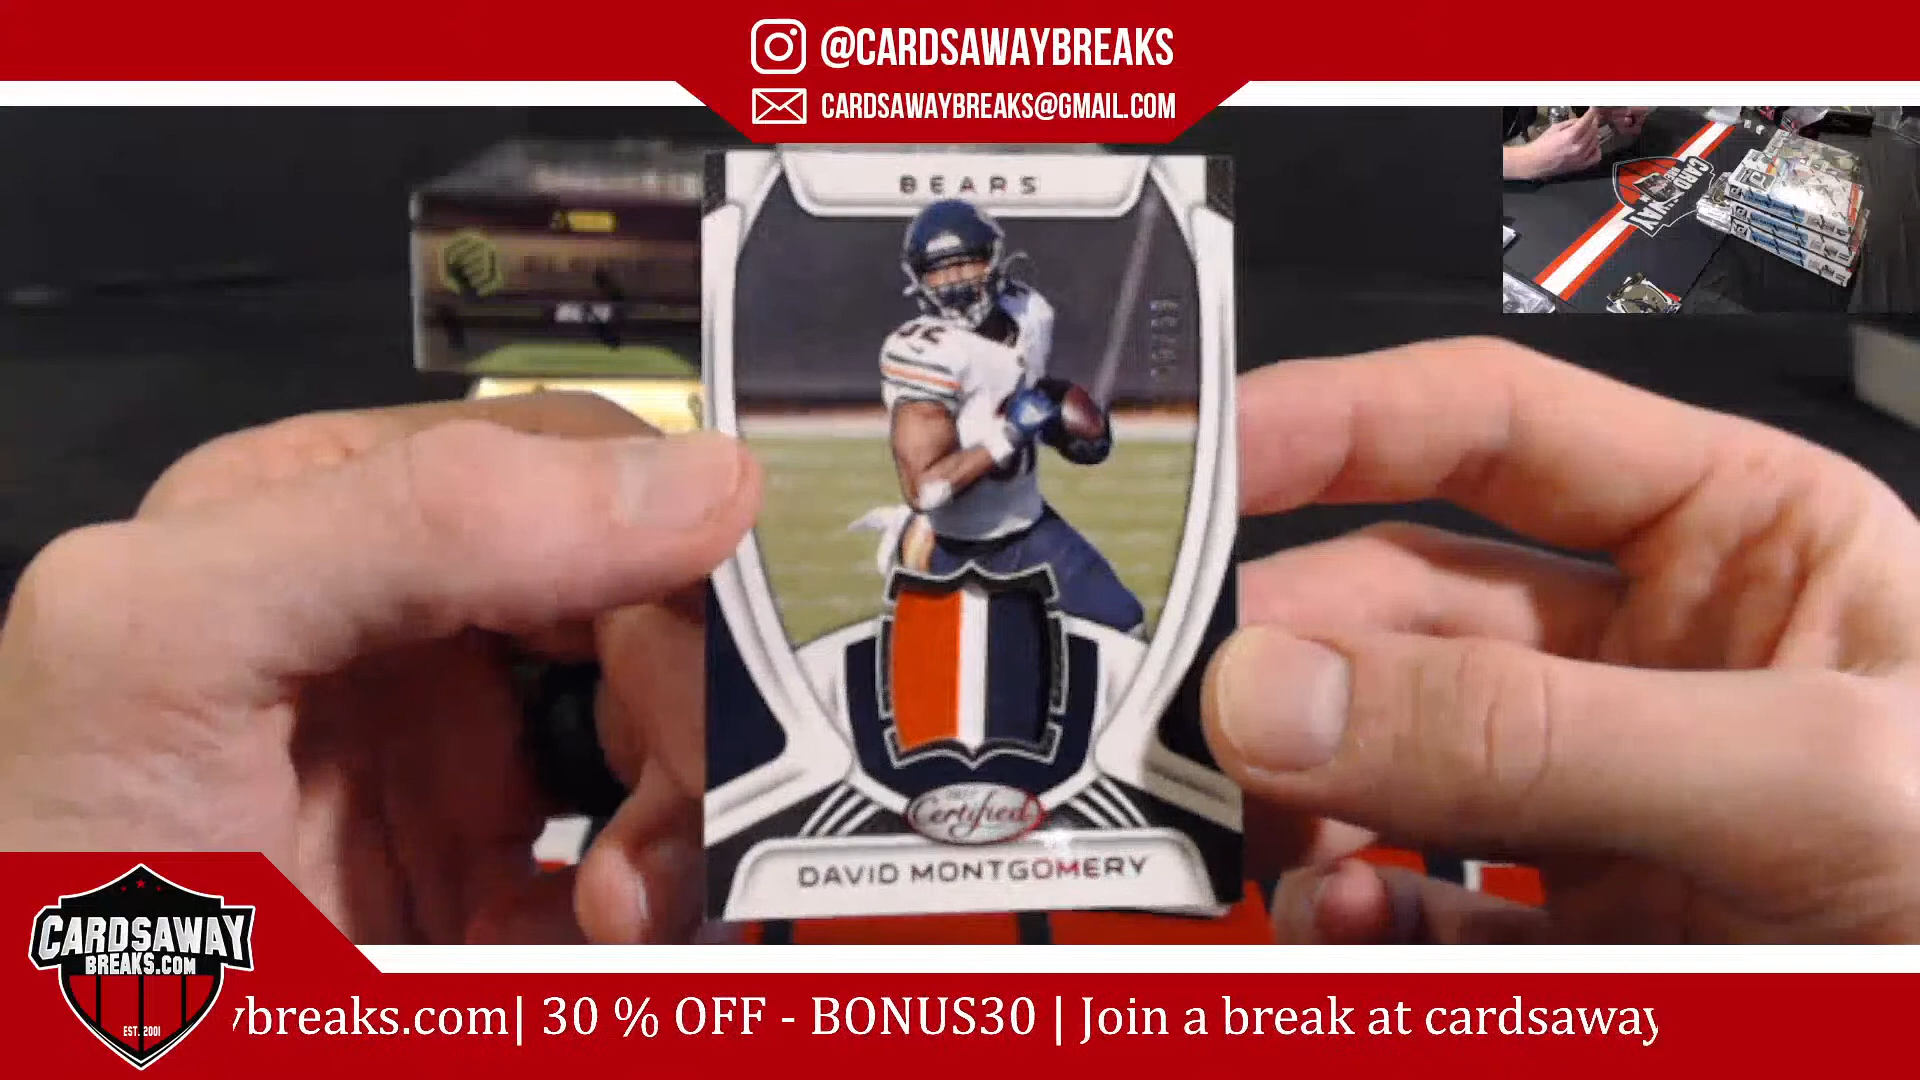 @CARDSAWAYBREAKS
CARDSAWAYBREAKS@GMAIL.COM
BEARS
Certified
DAVID MONTGOMERY
CARDSAWAY
BREAKS.COM
EST. 2001
ybreaks.com| 30 % OFF - BONUS30 | Join a break at cardsaway